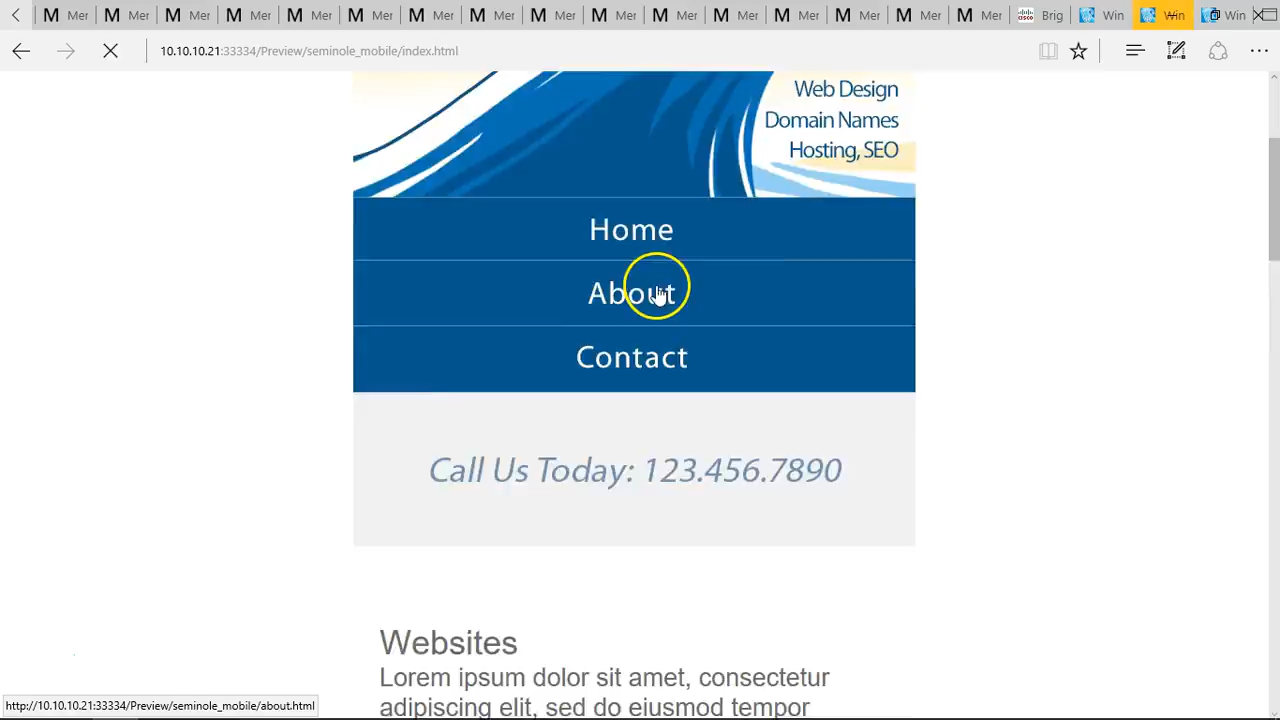 M Mer M Mer M Mer M Mer M Mer M Mer M Mer M Mer M Mer M Mer M Mer M Mer M Mer M Mer M Mer M Mer cisco Brig Win Win Win
10.10.10.21:33334/Preview/seminole_mobile/index.html
Web Design
Domain Names
Hosting, SEO
Home
About
Contact
Call Us Today: 123.456.7890
Websites
Lorem ipsum dolor sit amet, consectetur
adipiscing elit, sed do eiusmod tempor
http://10.10.10.21:33334/Preview/seminole_mobile/about.html